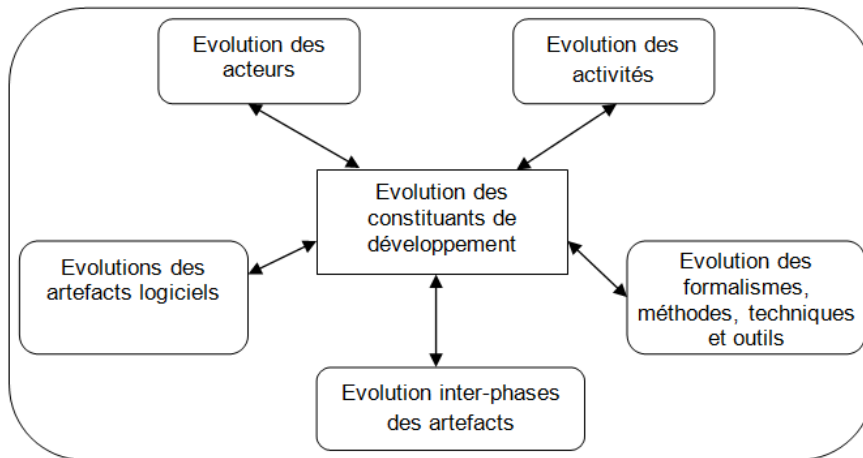 Evolution des
acteurs
Evolution des
activités
Evolution des
constituants de
développement
Evolutions des
artefacts logiciels
Evolution des
formalismes,
méthodes, techniques
et outils
Evolution inter-phases
des artefacts